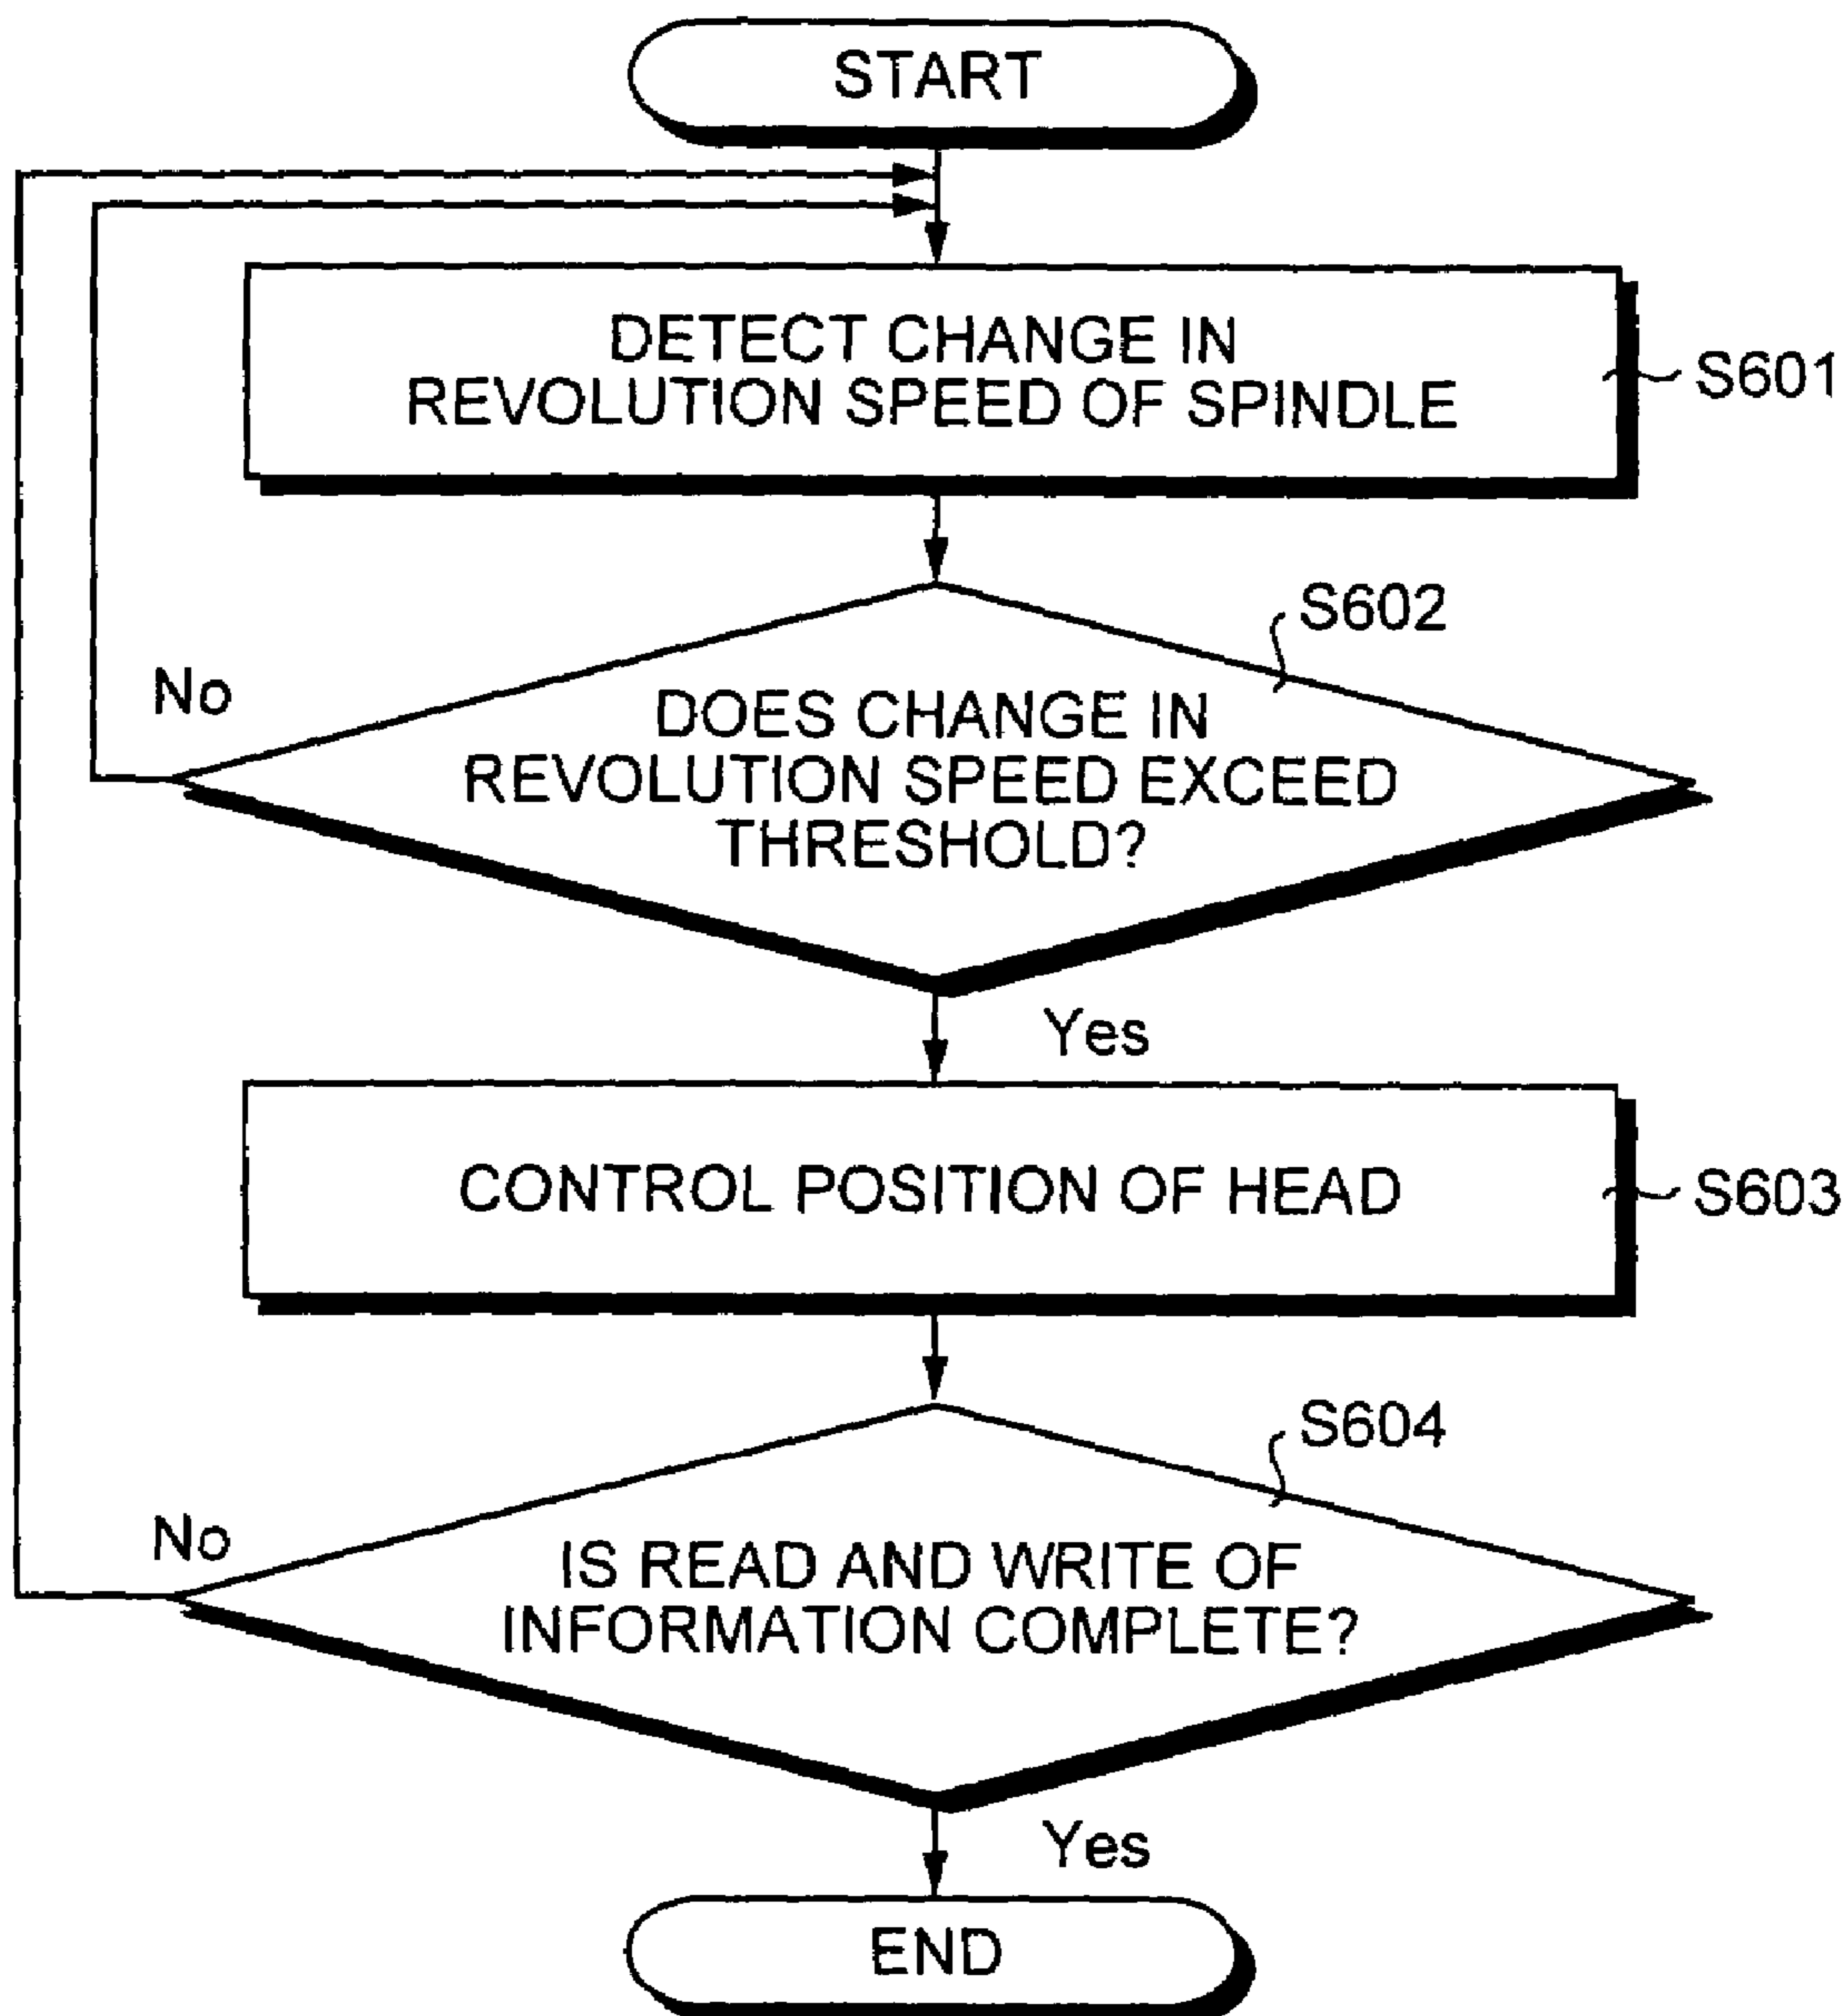 START
DETECT CHANGE IN
REVOLUTION SPEED OF SPINDLE
S601
S602
No
DOES CHANGE IN
REVOLUTION SPEED EXCEED
THRESHOLD?
Yes
CONTROL POSITION OF HEAD
S603
S604
No
IS READ AND WRITE OF
INFORMATION COMPLETE?
Yes
END